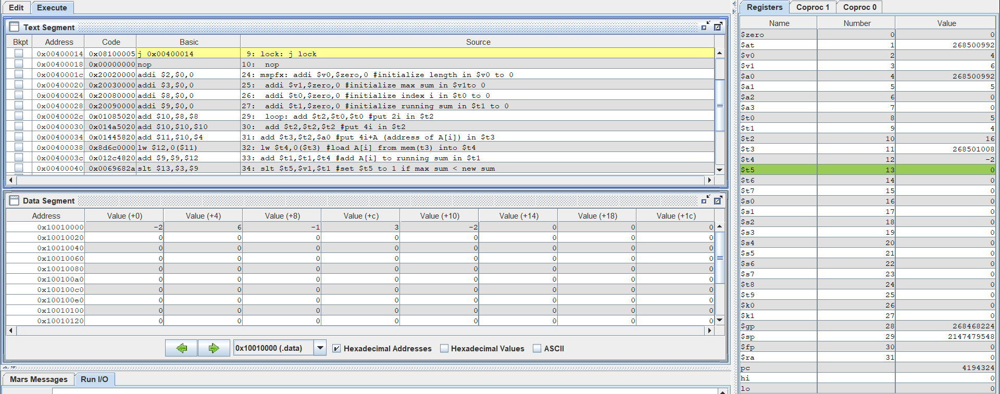 Edit Execute
Text Segment
Bkpt Address Code Basic Source
0x00400014 0x08100005 j 0x00400014 9: lock: j lock
0x00400018 0x00000000 nop 10: nop
0x0040001c 0x20020000 addi $2,$0,0 24: mspfx: addi $v0,$zero,0 #initialize length in $v0 to 0
0x00400020 0x20030000 addi $3,$0,0 25: addi $v1,$zero,0 #initialize max sum in $v1to 0
0x00400024 0x20080000 addi $8,$0,0 26: addi $t0,$zero,0 #initialize index i in $t0 to 0
0x00400028 0x20090000 addi $9,$0,0 27: addi $t1,$zero,0 #initialize running sum in $t1 to 0
0x0040002c 0x01085020 add $10,$8,$8 29: loop: add $t2,$t0,$t0 #put 2i in $t2
0x00400030 0x014a5020 add $10,$10,$10 30: add $t2,$t2,$t2 #put 4i in $t2
0x00400034 0x01445820 add $11,$10,$4 31: add $t3,$t2,$a0 #put 4i+A (address of A[i]) in $t3
0x00400038 0x8d6c0000 lw $12,0($11) 32: lw $t4,0($t3) #load A[i] from mem(t3) into $t4
0x0040003c 0x012c4820 add $9,$9,$12 33: add $t1,$t1,$t4 #add A[i] to running sum in $t1
0x00400040 0x0069682a slt $13,$3,$9 34: slt $t5,$v1,$t1 #set $t5 to 1 if max sum < new sum
Data Segment
Address Value (+0) Value (+4) Value (+8) Value (+c) Value (+10) Value (+14) Value (+18) Value (+1c)
0x10010000 -2 6 -1 3 -2 0 0 0
0x10010020 0 0 0 0 0 0 0 0
0x10010040 0 0 0 0 0 0 0 0
0x10010060 0 0 0 0 0 0 0 0
0x10010080 0 0 0 0 0 0 0 0
0x100100a0 0 0 0 0 0 0 0 0
0x100100c0 0 0 0 0 0 0 0 0
0x100100e0 0 0 0 0 0 0 0 0
0x10010100 0 0 0 0 0 0 0 0
0x10010120 0 0 0 0 0 0 0 0
0x10010000 (.data) Hexadecimal Addresses Hexadecimal Values ASCII
Mars Messages Run I/O
Registers Coproc 1 Coproc 0
Name Number Value
$zero 0 0
$at 1 268500992
$v0 2 4
$v1 3 6
$a0 4 268500992
$a1 5 5
$a2 6 0
$a3 7 0
$t0 8 5
$t1 9 4
$t2 10 16
$t3 11 268501008
$t4 12 -2
$t5 13 0
$t6 14 0
$t7 15 0
$s0 16 0
$s1 17 0
$s2 18 0
$s3 19 0
$s4 20 0
$s5 21 0
$s6 22 0
$s7 23 0
$t8 24 0
$t9 25 0
$k0 26 0
$k1 27 0
$gp 28 268468224
$sp 29 2147479548
$fp 30 0
$ra 31 0
pc 4194324
hi 0
lo 0